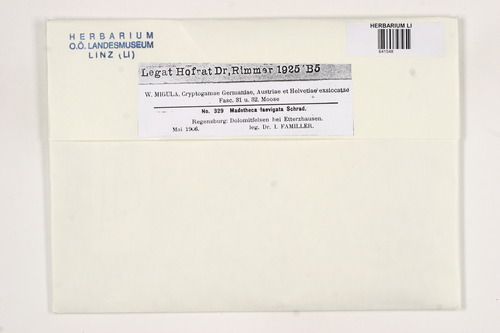 HERBARIUM
O.Ö. LANDESMUSEUM
LINZ (LI)
HERBARIUM LI
641548
Legat Hofrat Dr, Rimmer 1925 B5
W. MIGULA, Cryptogamae Germaniae, Austriae et Helvetiae exsiccatae
Fasc. 31 u. 32. Moose
No. 329 Madotheca laevigata Schrad.
Regensburg: Dolomitfelsen bei Etterzhausen.
Mai 1906. leg. Dr. I. FAMILLER.